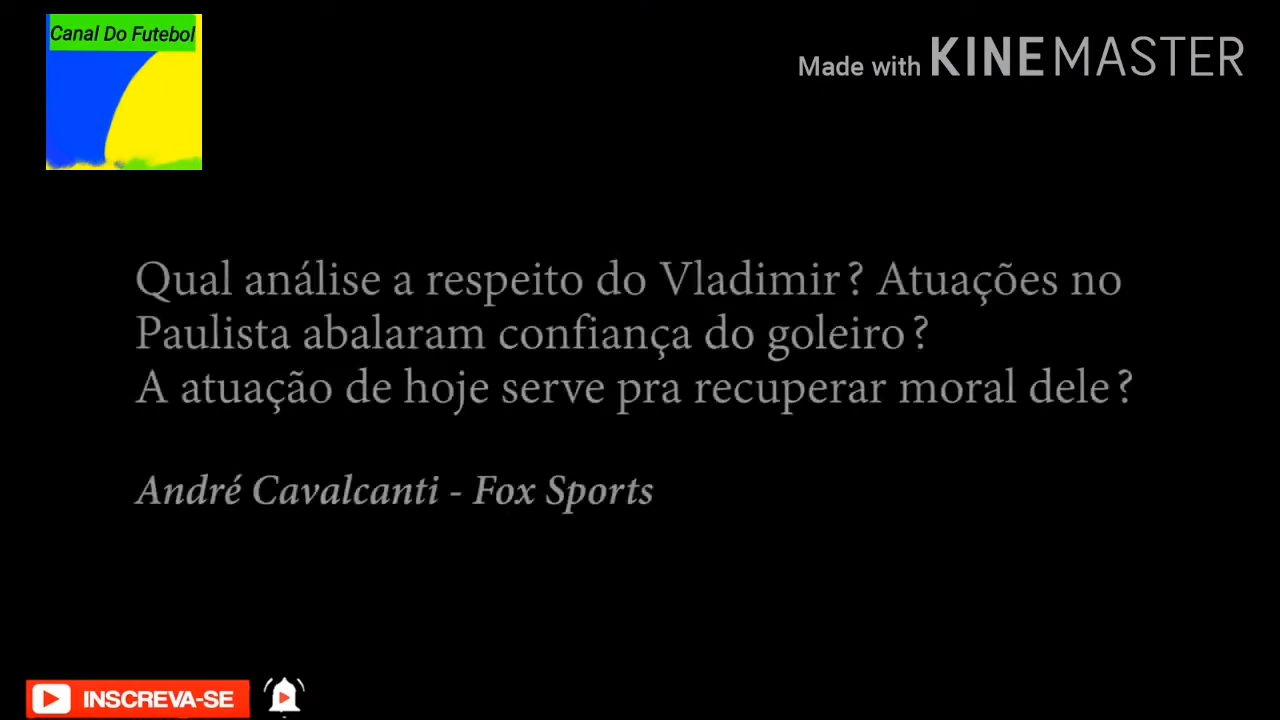 Canal Do Futebol
Made with KINEMASTER
Qual análise a respeito do Vladimir? Atuações no
Paulista abalaram confiança do goleiro?
A atuação de hoje serve pra recuperar moral dele?
André Cavalcanti - Fox Sports
INSCREVA-SE